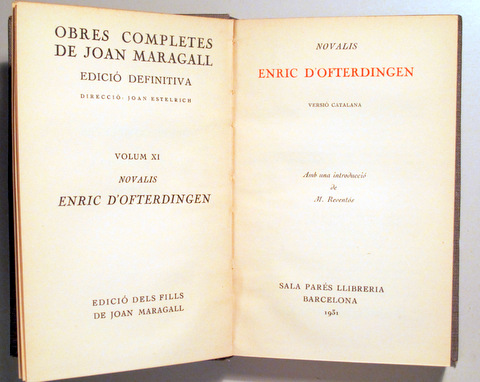 OBRES COMPLETES
DE JOAN MARAGALL
EDICIÓ DEFINITIVA
DIRECCIÓ: JOAN ESTELRICH
VOLUM XI
NOVALIS
ENRIC D'OFTERDINGEN
EDICIÓ DELS FILLS
DE JOAN MARAGALL
NOVALIS
ENRIC D'OFTERDINGEN
VERSIÓ CATALANA
Amb una introducció
de
M. Reventós
SALA PARÉS LLIBRERIA
BARCELONA
1931